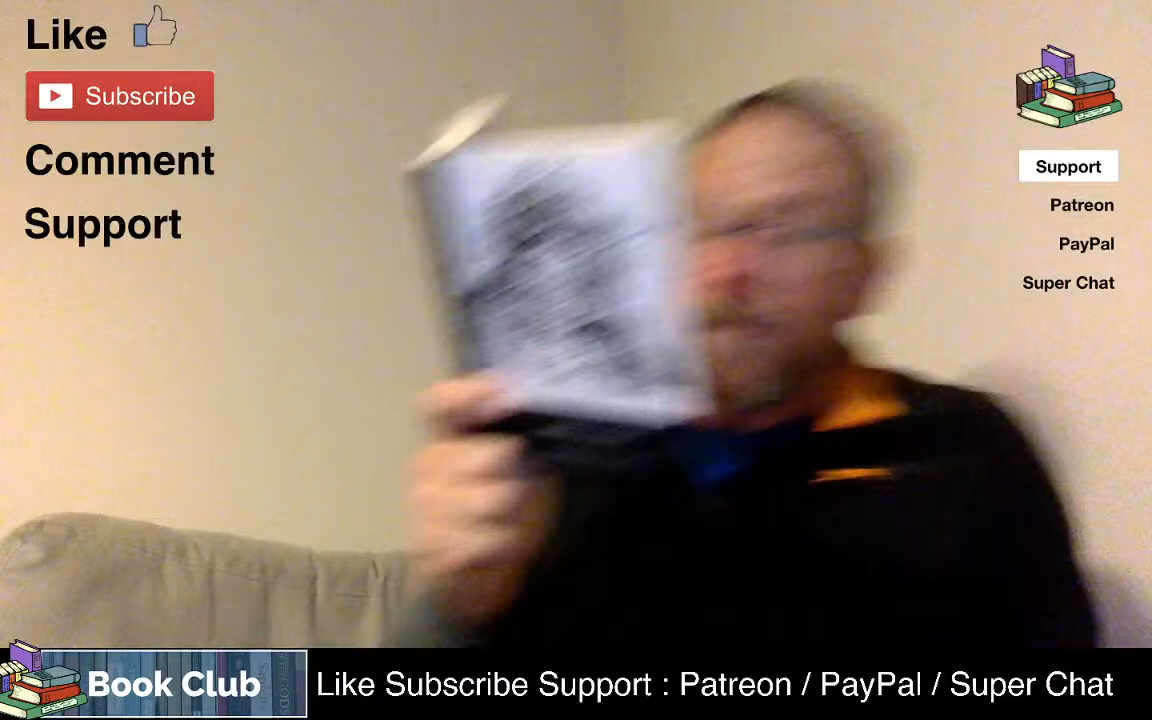 Like
Subscribe
Comment
Support
Support
Patreon
PayPal
Super Chat
Book Club
Like Subscribe Support : Patreon / PayPal / Super Chat